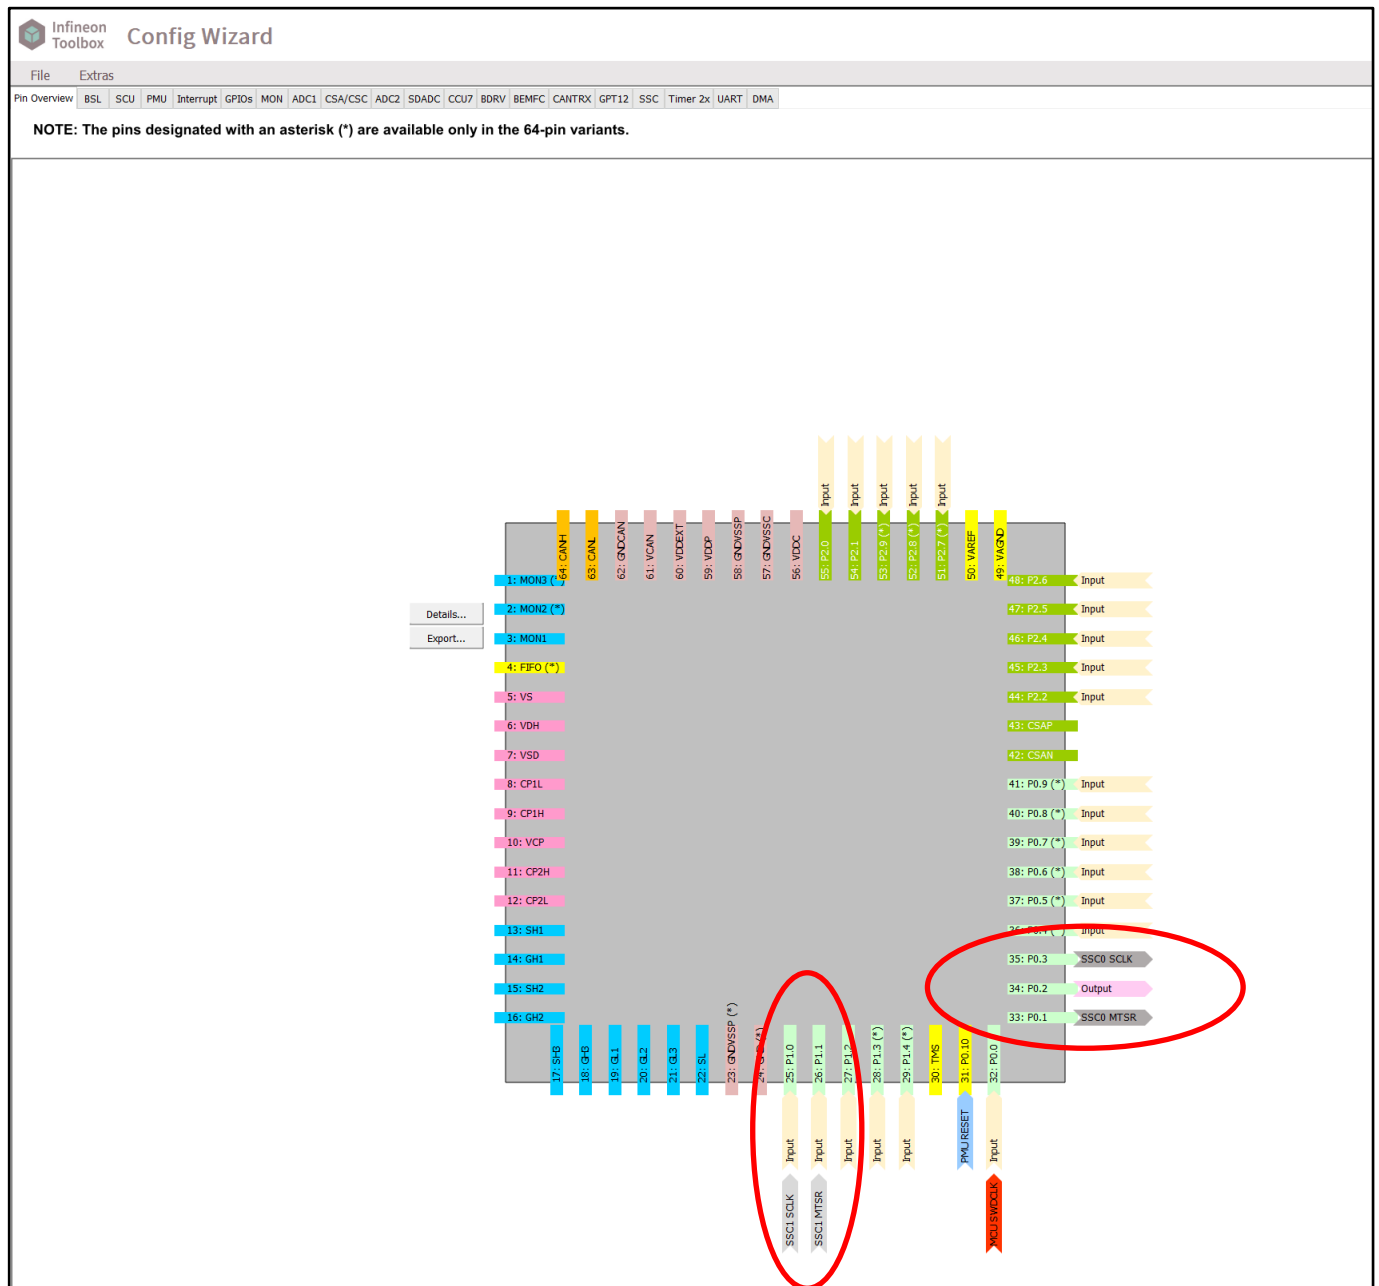 Infineon
Toolbox
Config Wizard
File Extras
Pin Overview BSL SCU PMU Interrupt GPIOs MON ADC1 CSA/CSC ADC2 SDADC CCU7 BDRV BEMFC CANTRX GPT12 SSC Timer 2x UART DMA
NOTE: The pins designated with an asterisk (*) are available only in the 64-pin variants.
Input Input Input Input Input
64: CANH
63: CANL
62: GNDCAN
61: VCAN
60: VDDEXT
59: VDDP
58: GNDVSSP
57: GNDVSSC
56: VDDC
55: P2.0
54: P2.1
53: P2.9 (*)
52: P2.8 (*)
51: P2.7 (*)
50: VAREF
49: VAGND
Details...
Export...
1: MON3 (*)
2: MON2 (*)
3: MON1
4: FIFO (*)
5: VS
6: VDH
7: VSD
8: CP1L
9: CP1H
10: VCP
11: CP2H
12: CP2L
13: SH1
14: GH1
15: SH2
16: GH2
48: P2.6 Input
47: P2.5 Input
46: P2.4 Input
45: P2.3 Input
44: P2.2 Input
43: CSAP
42: CSAN
41: P0.9 (*) Input
40: P0.8 (*) Input
39: P0.7 (*) Input
38: P0.6 (*) Input
37: P0.5 (*) Input
36: P0.4 (*) Input
35: P0.3 SSC0 SCLK
34: P0.2 Output
33: P0.1 SSC0 MTSR
17: SH3
18: GH3
19: GL1
20: GL2
21: GL3
22: SL
23: GNDVSSP (*)
24: GND (*)
25: P1.0 Input SSC1 SCLK
26: P1.1 Input SSC1 MTSR
27: P1.2 Input
28: P1.3 (*) Input
29: P1.4 (*) Input
30: TMS
31: P0.10 PMU RESET
32: P0.0 Input MCU SWDCLK